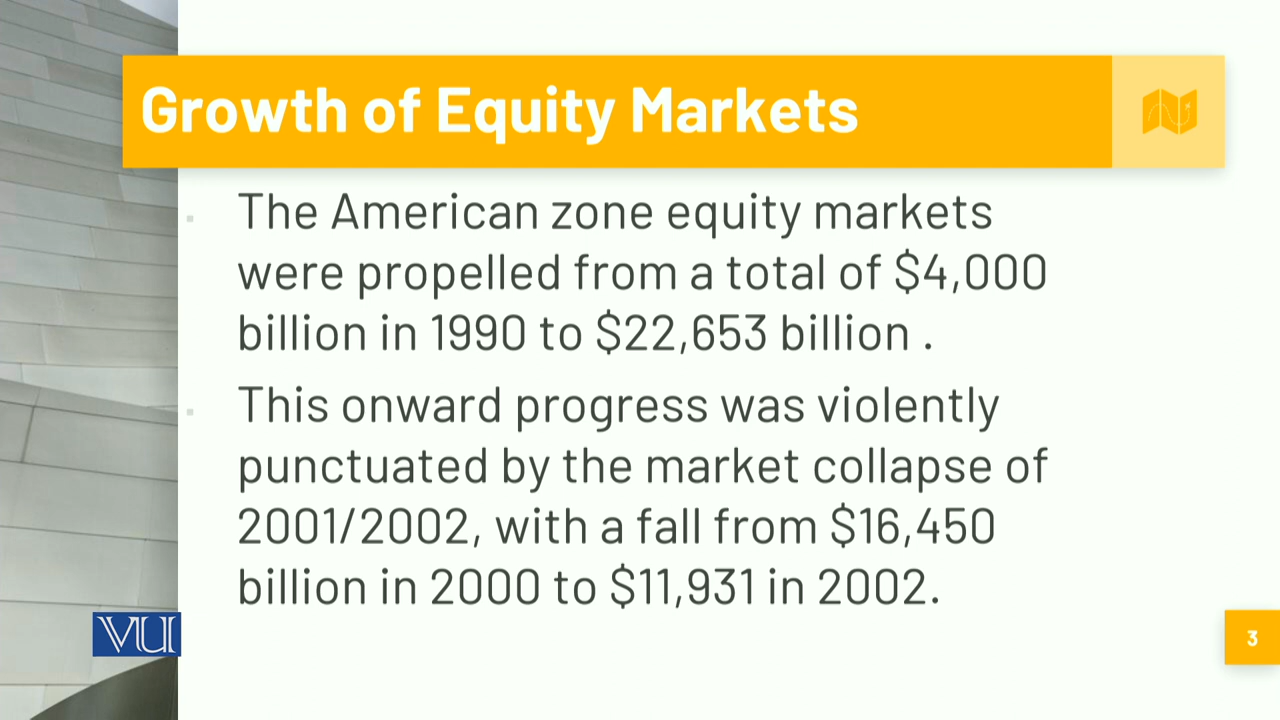 Growth of Equity Markets
The American zone equity markets
were propelled from a total of $4,000
billion in 1990 to $22,653 billion .
This onward progress was violently
punctuated by the market collapse of
2001/2002, with a fall from $16,450
billion in 2000 to $11,931 in 2002.
VU
3